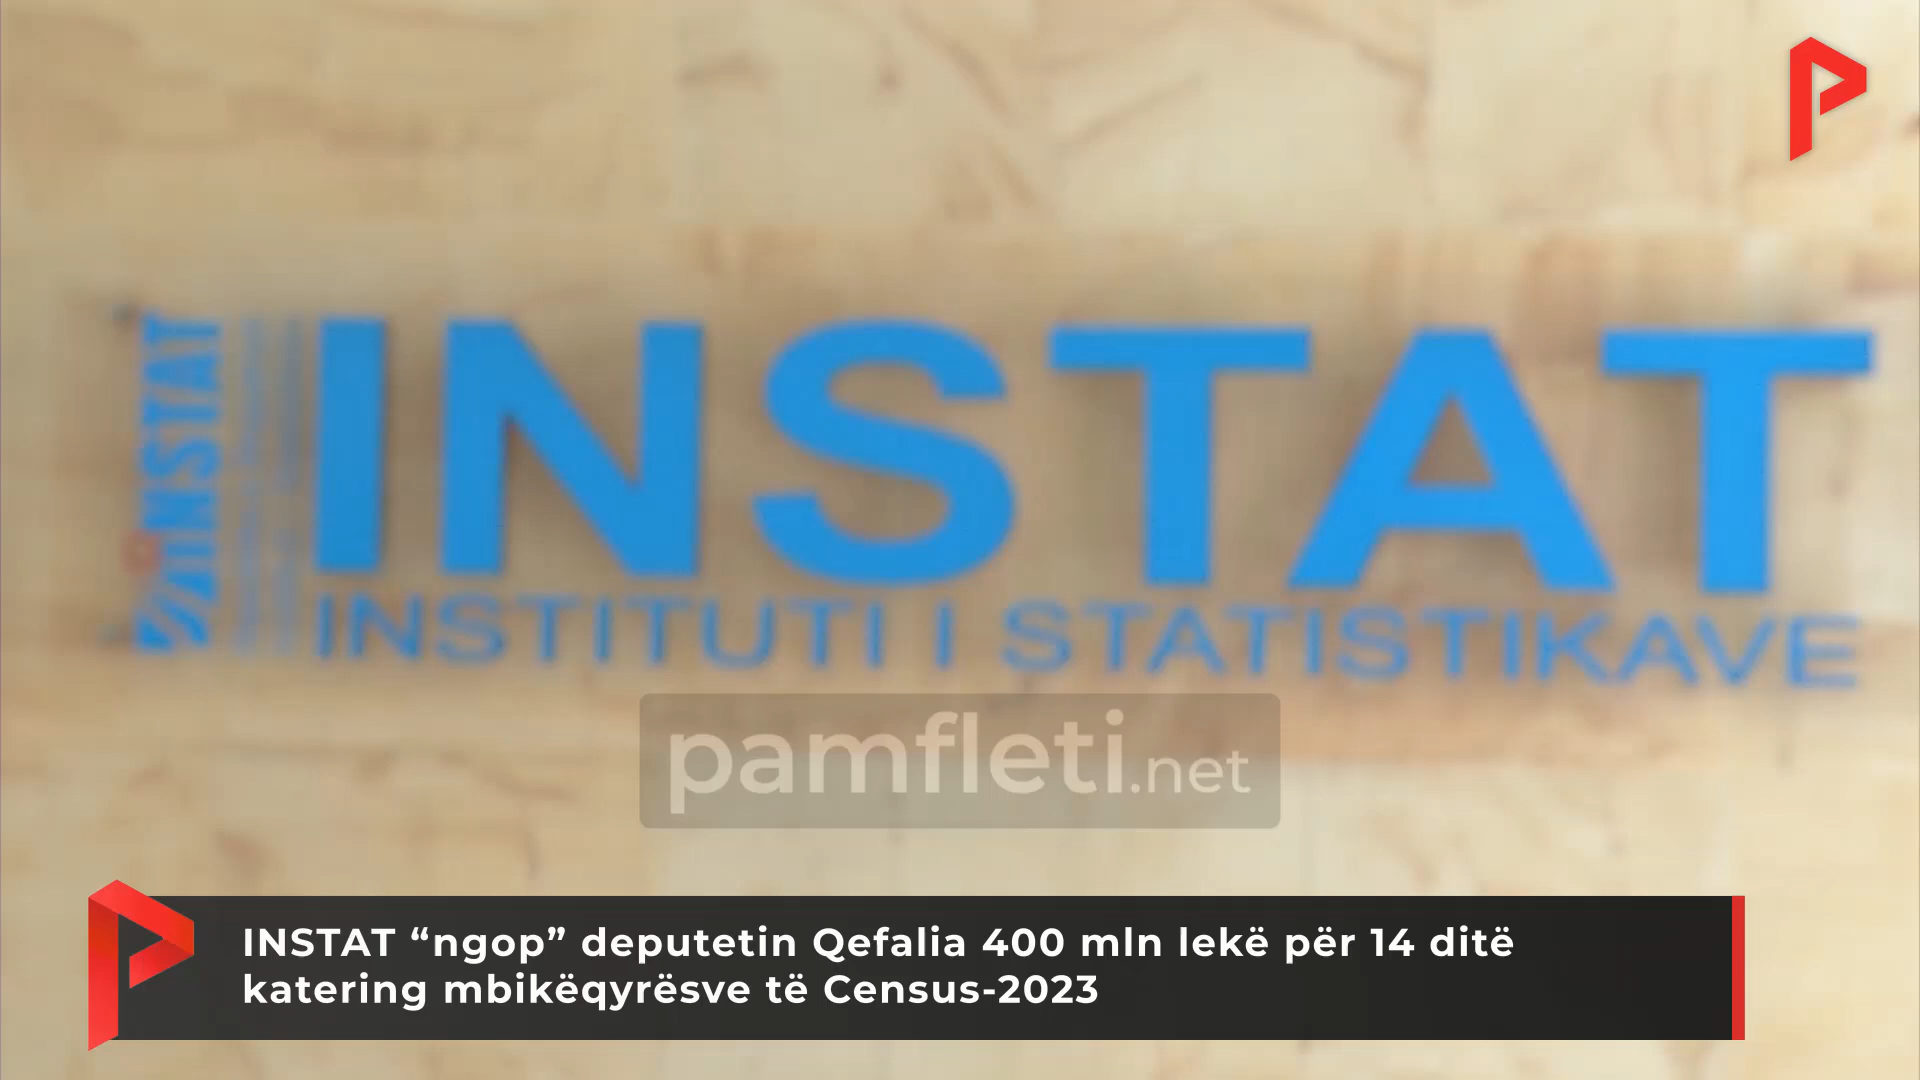 INSTAT
INSTAT
INSTITUTI I STATISTIKAVE
pamfleti.net
INSTAT “ngop” deputetin Qefalia 400 mln lekë për 14 ditë
katering mbikëqyrësve të Census-2023